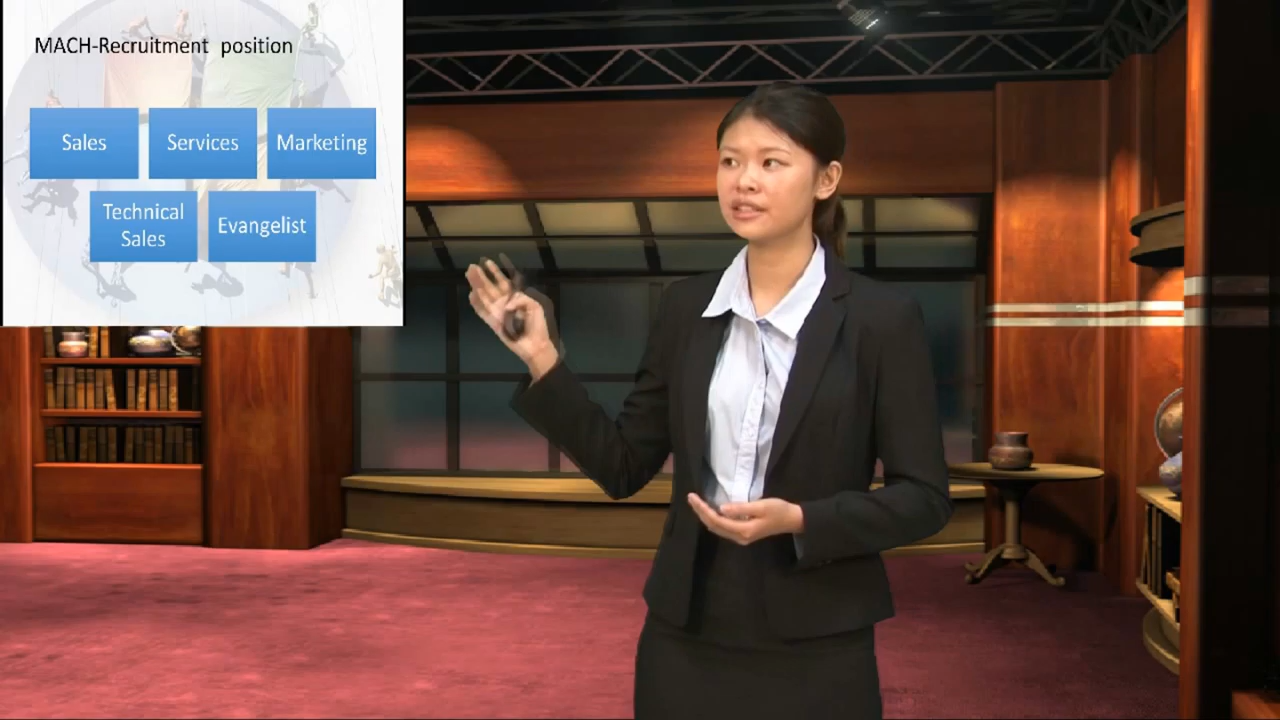 MACH-Recruitment position
Sales
Services
Marketing
Technical
Sales
Evangelist